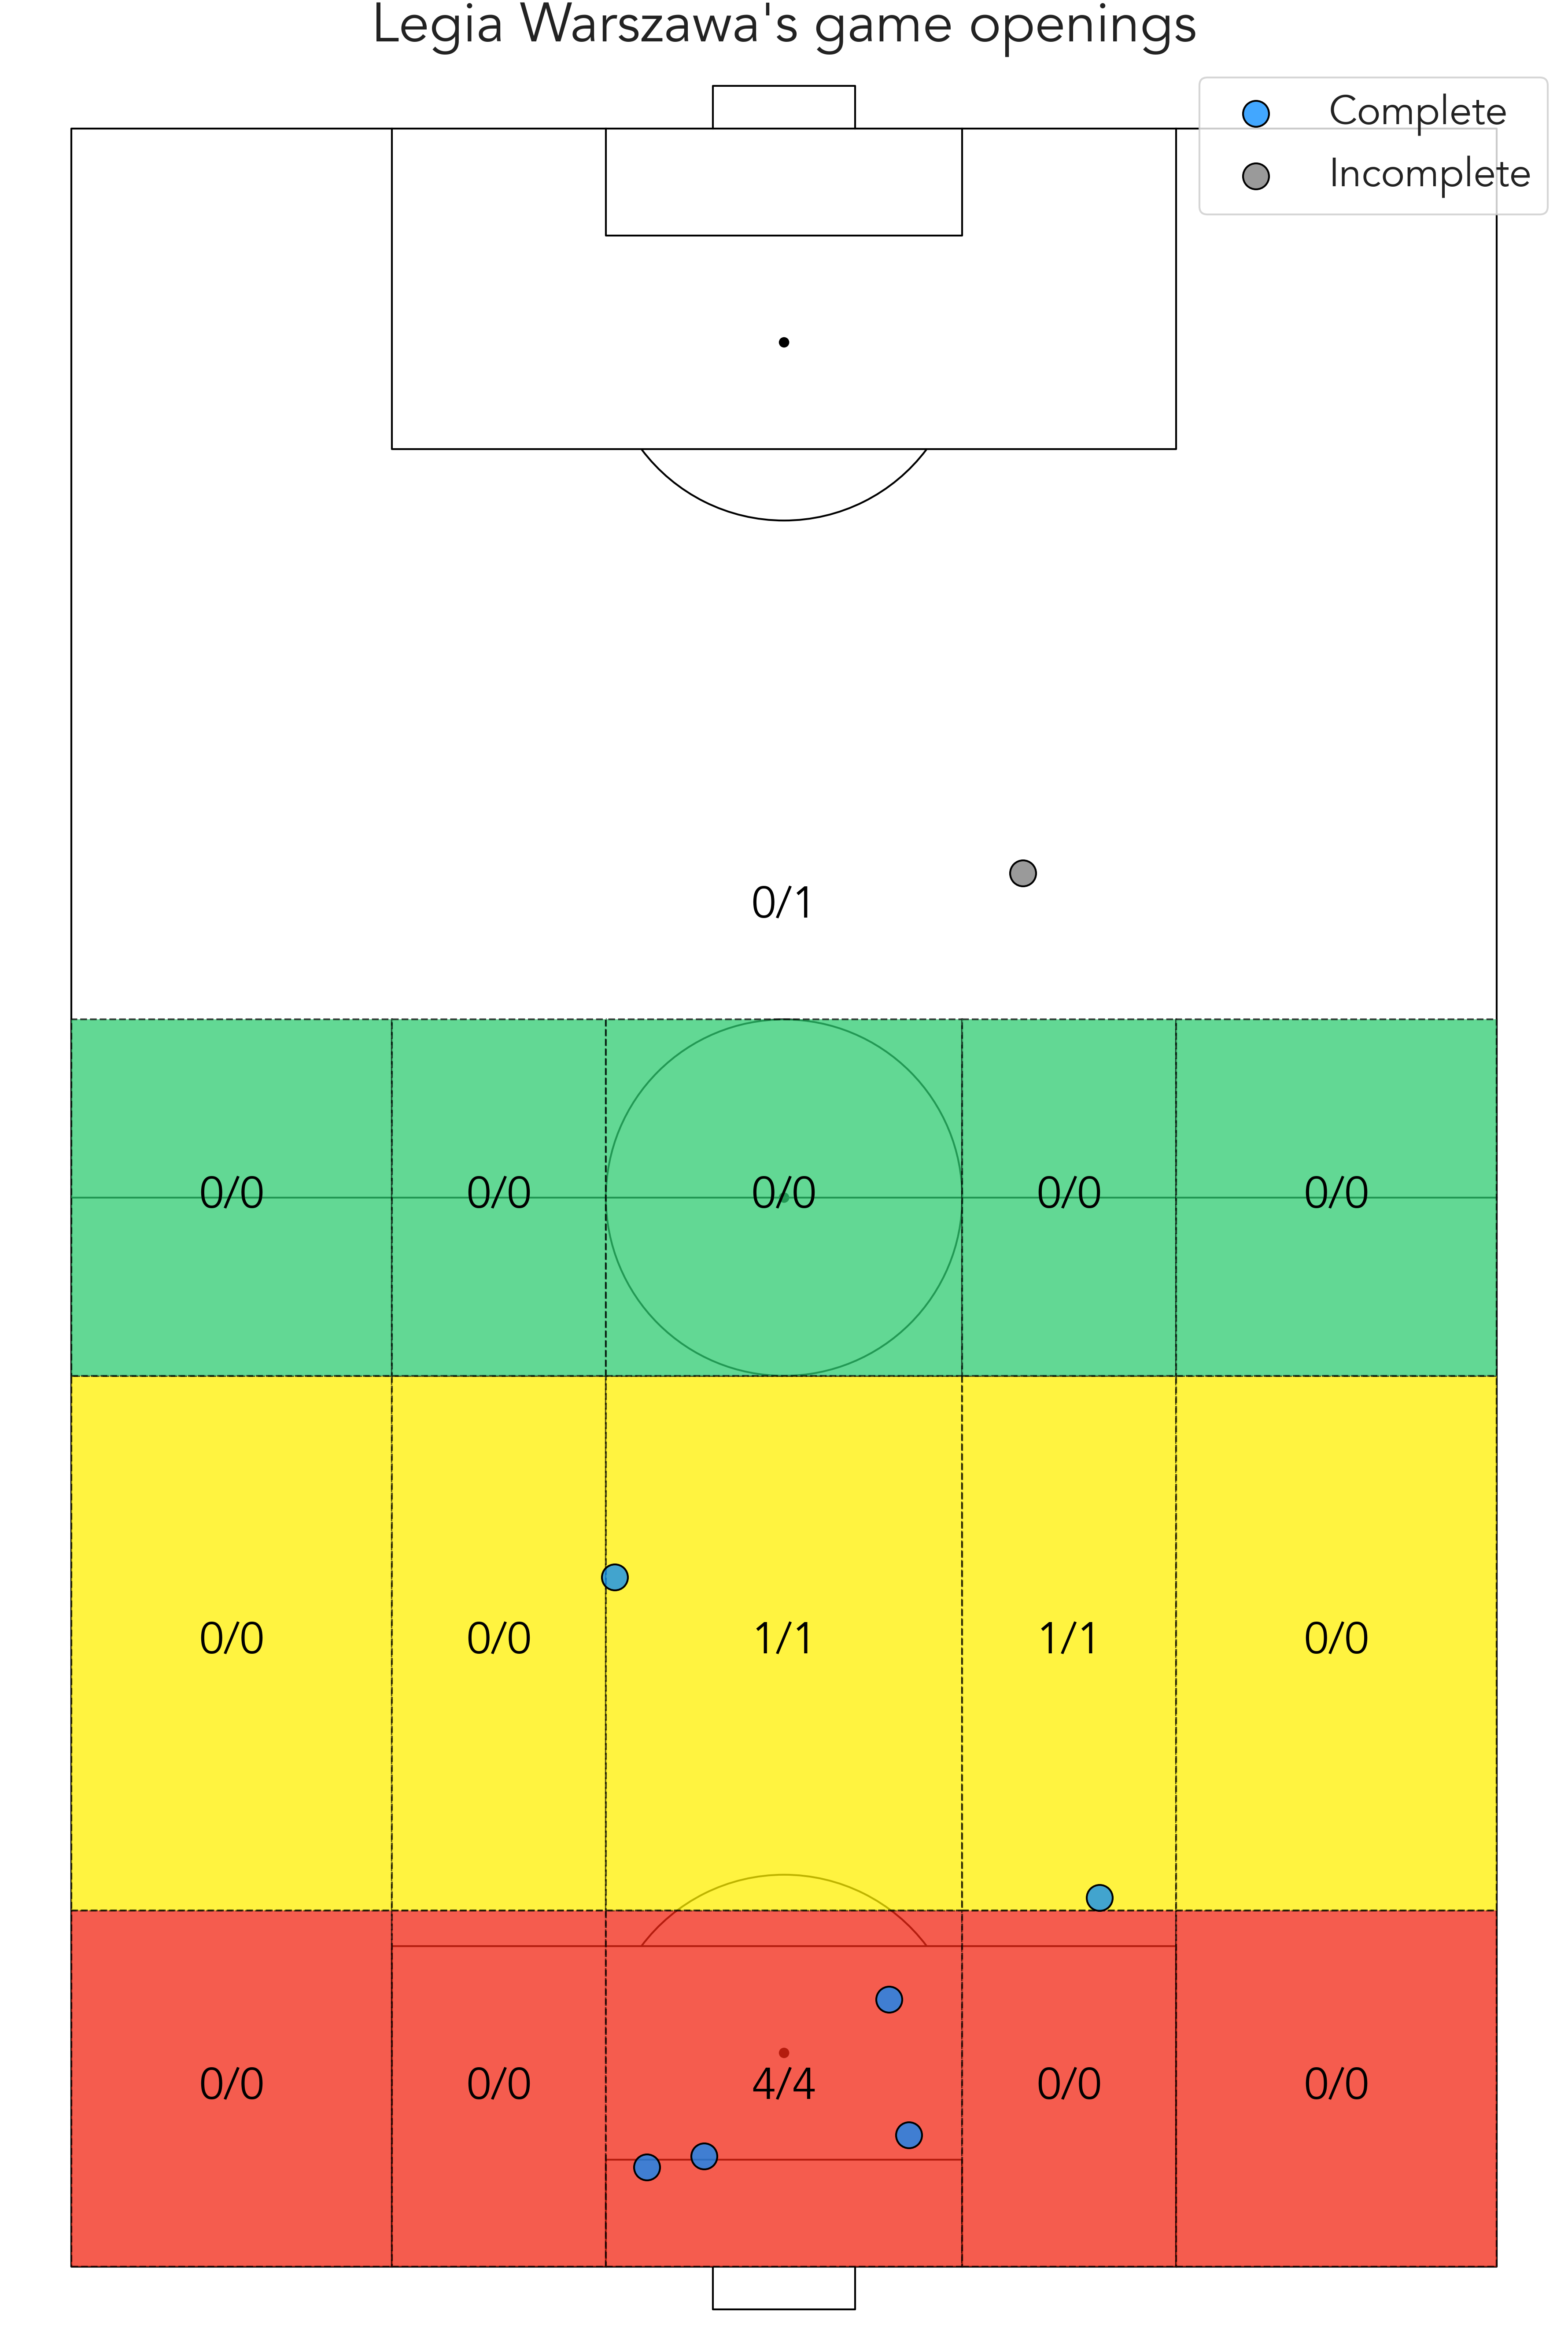 Legia Warszawa's game openings
Complete
Incomplete
0/1
0/0 0/0 0/0 0/0 0/0
0/0 0/0 1/1 1/1 0/0
0/0 0/0 4/4 0/0 0/0